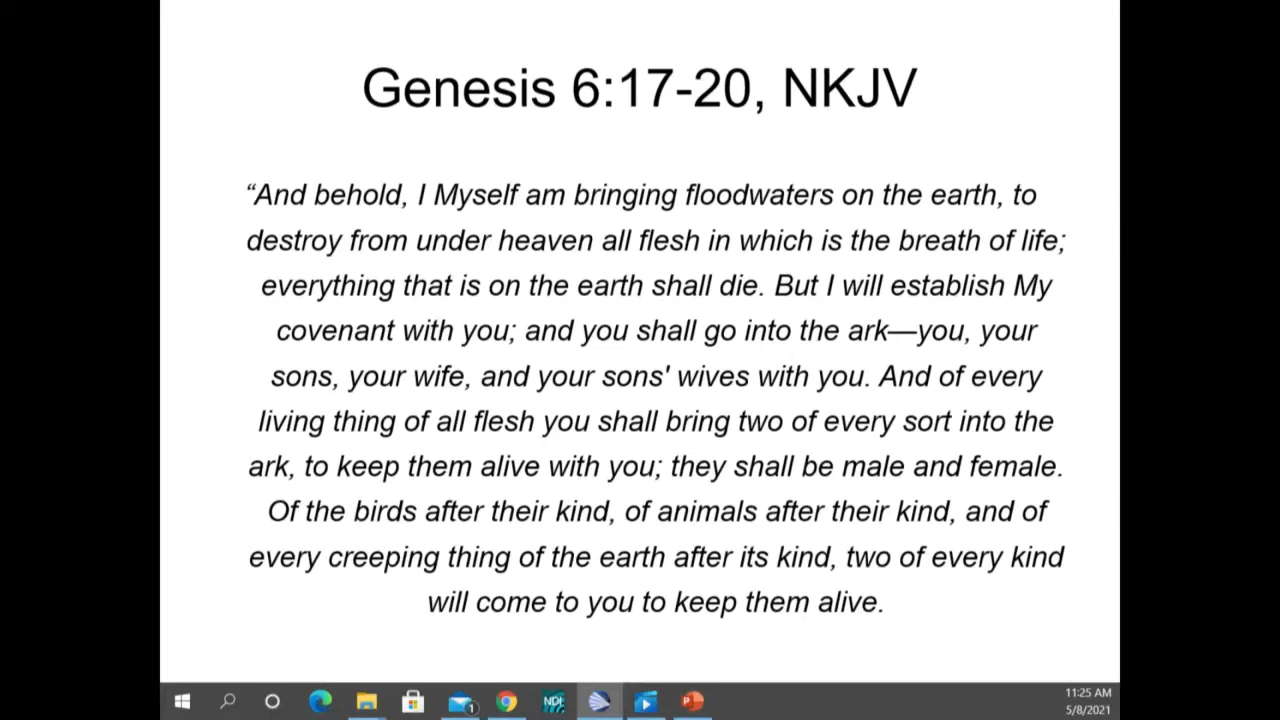 Genesis 6:17-20, NKJV
“And behold, I Myself am bringing floodwaters on the earth, to
destroy from under heaven all flesh in which is the breath of life;
everything that is on the earth shall die. But I will establish My
covenant with you; and you shall go into the ark—you, your
sons, your wife, and your sons' wives with you. And of every
living thing of all flesh you shall bring two of every sort into the
ark, to keep them alive with you; they shall be male and female.
Of the birds after their kind, of animals after their kind, and of
every creeping thing of the earth after its kind, two of every kind
will come to you to keep them alive.
1
NDI
P
11:25 AM
5/8/2021